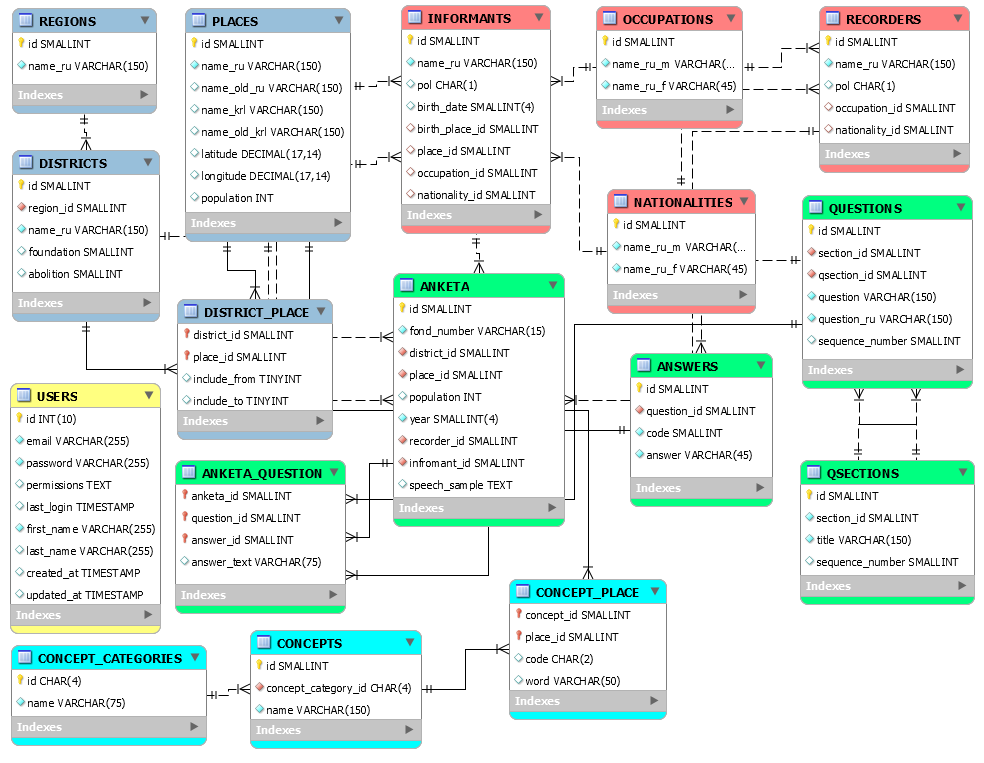 REGIONS
id SMALLINT
name_ru VARCHAR(150)
Indexes
PLACES
id SMALLINT
name_ru VARCHAR(150)
name_old_ru VARCHAR(150)
name_krl VARCHAR(150)
name_old_krl VARCHAR(150)
latitude DECIMAL(17,14)
longitude DECIMAL(17,14)
population INT
Indexes
INFORMANTS
id SMALLINT
name_ru VARCHAR(150)
pol CHAR(1)
birth_date SMALLINT(4)
birth_place_id SMALLINT
place_id SMALLINT
occupation_id SMALLINT
nationality_id SMALLINT
Indexes
OCCUPATIONS
id SMALLINT
name_ru_m VARCHAR(...
name_ru_f VARCHAR(45)
Indexes
RECORDERS
id SMALLINT
name_ru VARCHAR(150)
pol CHAR(1)
occupation_id SMALLINT
nationality_id SMALLINT
Indexes
DISTRICTS
id SMALLINT
region_id SMALLINT
name_ru VARCHAR(150)
foundation SMALLINT
abolition SMALLINT
Indexes
NATIONALITIES
id SMALLINT
name_ru_m VARCHAR(...
name_ru_f VARCHAR(45)
Indexes
QUESTIONS
id SMALLINT
section_id SMALLINT
qsection_id SMALLINT
question VARCHAR(150)
question_ru VARCHAR(150)
sequence_number SMALLINT
Indexes
DISTRICT_PLACE
district_id SMALLINT
place_id SMALLINT
include_from TINYINT
include_to TINYINT
Indexes
ANKETA
id SMALLINT
fond_number VARCHAR(15)
district_id SMALLINT
place_id SMALLINT
population INT
year SMALLINT(4)
recorder_id SMALLINT
infromant_id SMALLINT
speech_sample TEXT
Indexes
ANSWERS
id SMALLINT
question_id SMALLINT
code SMALLINT
answer VARCHAR(45)
Indexes
USERS
id INT(10)
email VARCHAR(255)
password VARCHAR(255)
permissions TEXT
last_login TIMESTAMP
first_name VARCHAR(255)
last_name VARCHAR(255)
created_at TIMESTAMP
updated_at TIMESTAMP
Indexes
ANKETA_QUESTION
anketa_id SMALLINT
question_id SMALLINT
answer_id SMALLINT
answer_text VARCHAR(75)
Indexes
QSECTIONS
id SMALLINT
section_id SMALLINT
title VARCHAR(150)
sequence_number SMALLINT
Indexes
CONCEPT_PLACE
concept_id SMALLINT
place_id SMALLINT
code CHAR(2)
word VARCHAR(50)
Indexes
CONCEPT_CATEGORIES
id CHAR(4)
name VARCHAR(75)
Indexes
CONCEPTS
id SMALLINT
concept_category_id CHAR(4)
name VARCHAR(150)
Indexes